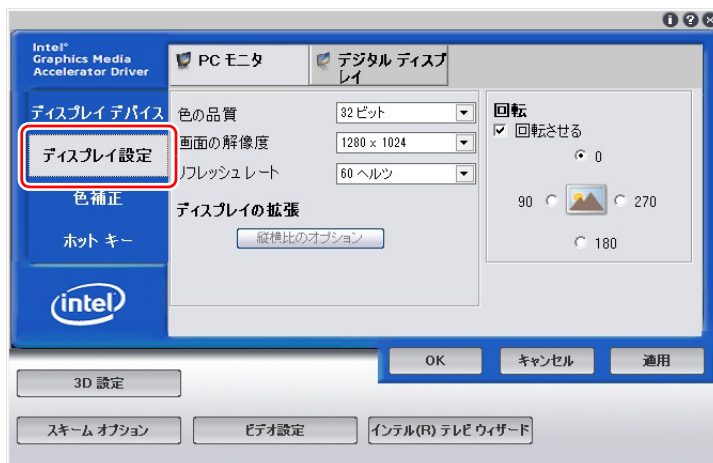 Intel®
Graphics Media
Accelerator Driver
PC モニタ
デジタル ディスプ
レイ
ディスプレイ デバイス
ディスプレイ設定
色補正
ホット キー
intel
色の品質
32 ビット
画面の解像度
1280 x 1024
リフレッシュ レート
60 ヘルツ
ディスプレイの拡張
縦横比のオプション
回転
回転させる
0
90
270
180
OK
キャンセル
適用
3D 設定
スキーム オプション
ビデオ設定
インテル(R) テレビ ウィザード